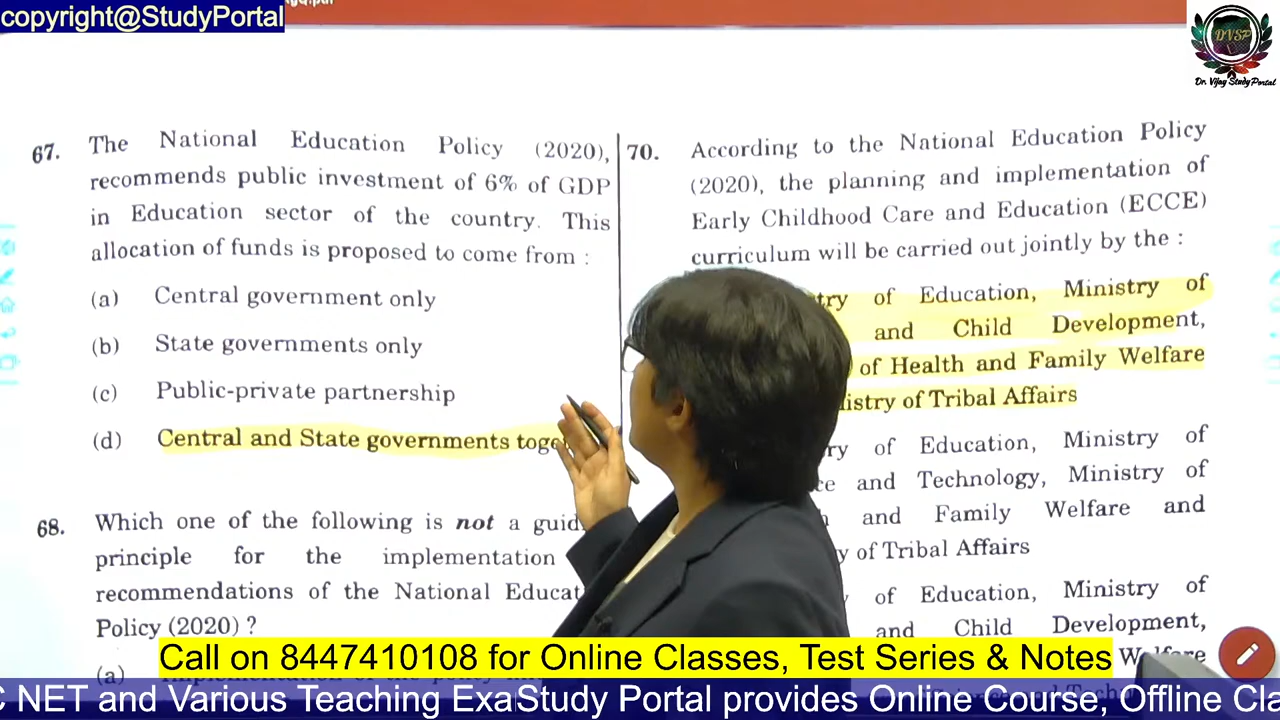 copyright@StudyPortal
DVSP
Dr. Vijay StudyPortal
67. The National Education Policy (2020),
recommends public investment of 6% of GDP
in Education sector of the country. This
allocation of funds is proposed to come from :
(a) Central government only
(b) State governments only
(c) Public-private partnership
(d) Central and State governments
68. Which one of the following is not a
principle for the implementation
recommendations of the National
Policy (2020) ?
(a)
70. According to the National Education Policy
(2020), the planning and implementation of
Early Childhood Care and Education (ECCE)
curriculum will be carried out jointly by the :
of Education, Ministry of
and Child Development,
of Health and Family Welfare
of Tribal Affairs
of Education, Ministry of
and Technology, Ministry of
and Family Welfare and
of Tribal Affairs
of Education, Ministry of
and Child Development,
Call on 8447410108 for Online Classes, Test Series & Notes
NET and Various Teaching ExaStudy Portal provides Online Course, Offline